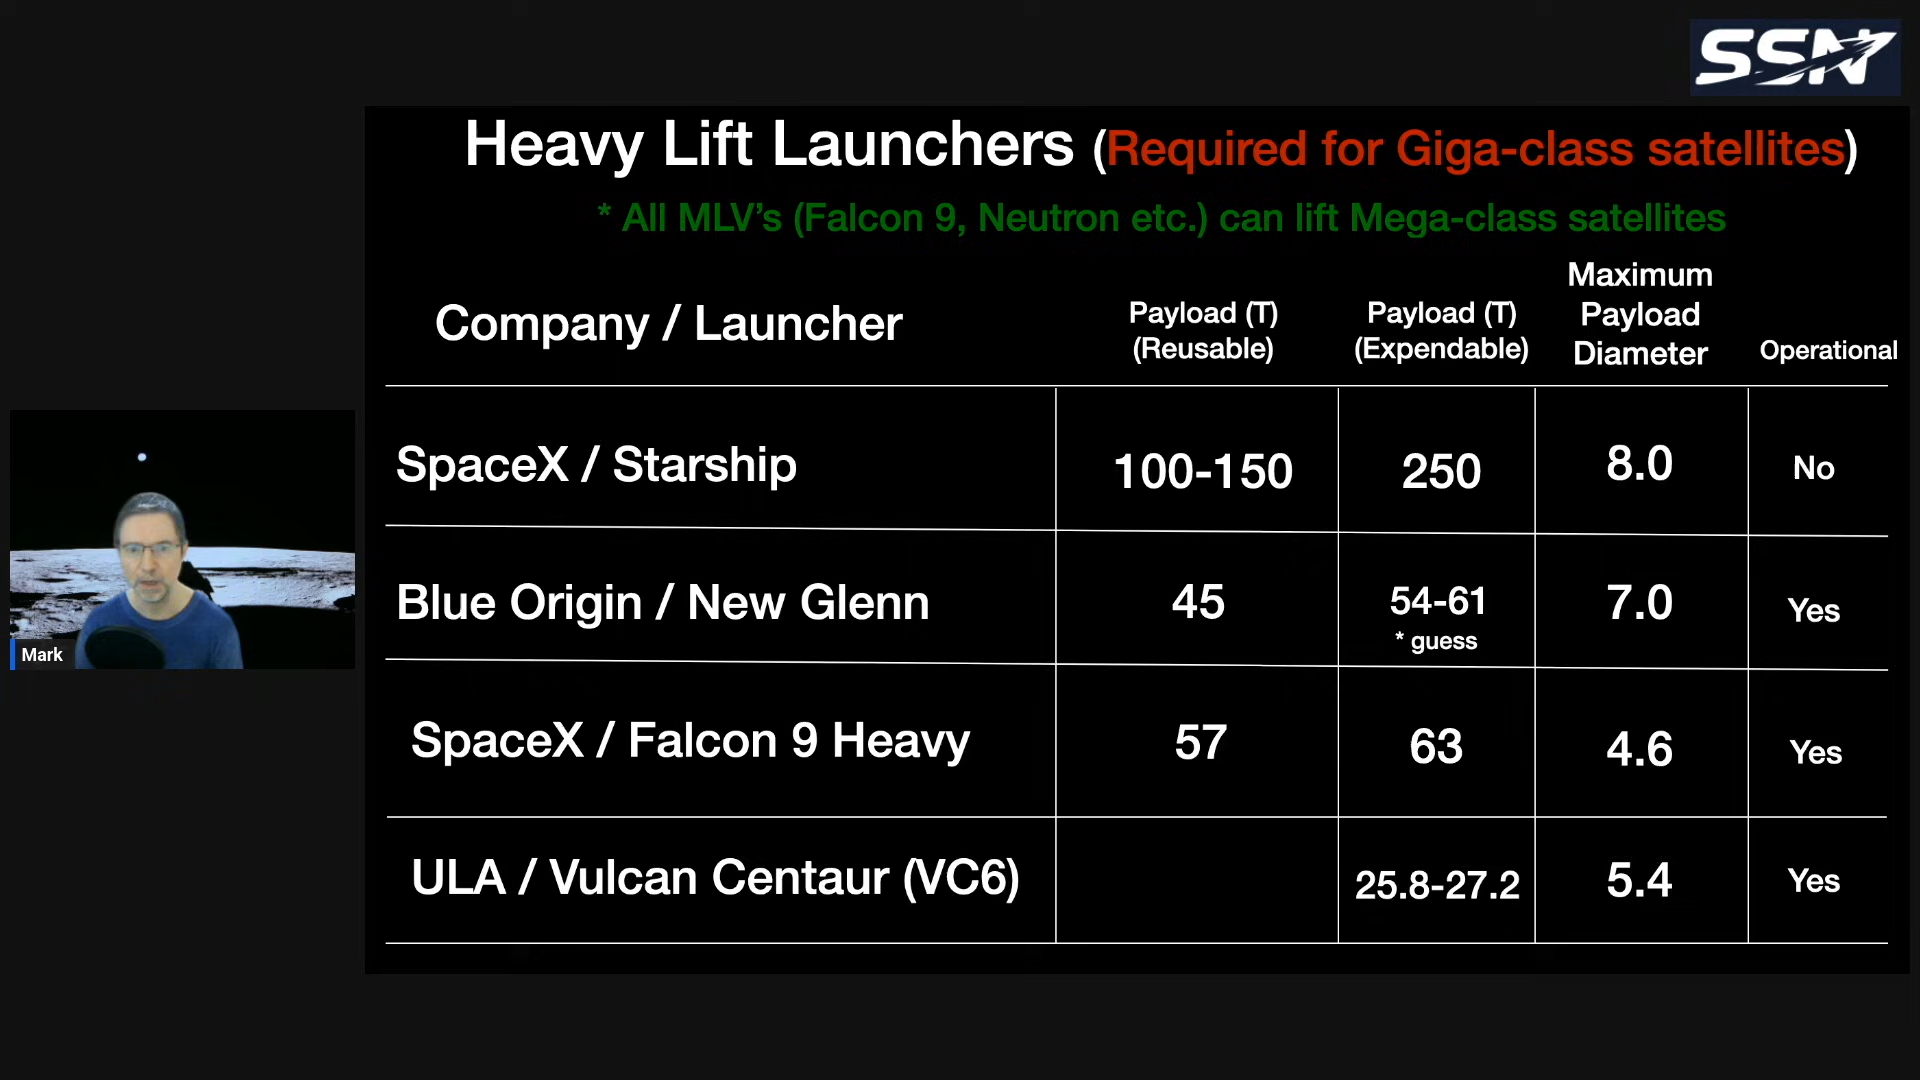 SSN
Heavy Lift Launchers (Required for Giga-class satellites)
* All MLV's (Falcon 9, Neutron etc.) can lift Mega-class satellites
Company / Launcher
Payload (T)
(Reusable)
Payload (T)
(Expendable)
Maximum
Payload
Diameter
Operational
SpaceX / Starship
100-150
250
8.0
No
Blue Origin / New Glenn
45
54-61
* guess
7.0
Yes
SpaceX / Falcon 9 Heavy
57
63
4.6
Yes
ULA / Vulcan Centaur (VC6)
25.8-27.2
5.4
Yes
Mark